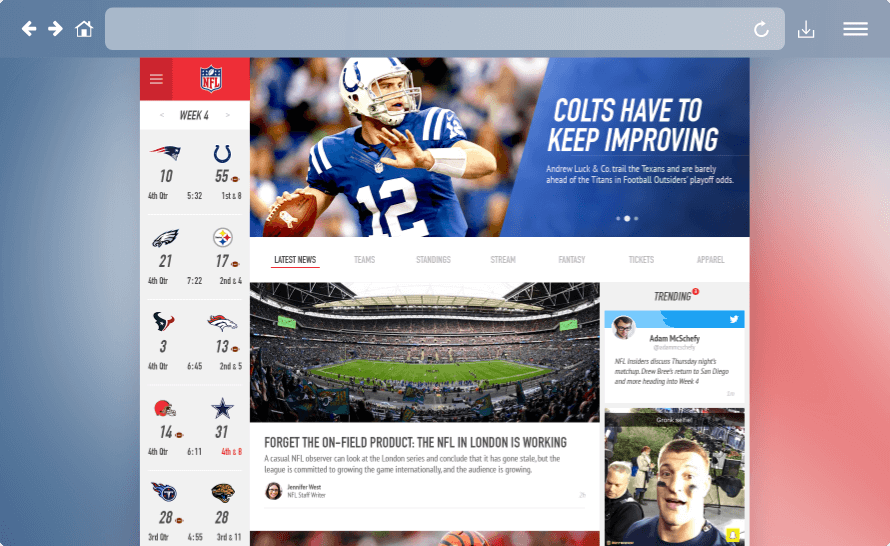 NFL
WEEK 4
10
55
4th Qtr
5:32
1st & 8
21
17
4th Qtr
7:22
2nd & 4
3
13
4th Qtr
6:45
2nd & 5
14
31
4th Qtr
6:11
4th & 8
28
28
3rd Qtr
4:55
3rd & 11
12
COLTS HAVE TO
KEEP IMPROVING
Andrew Luck & Co. trail the Texans and are barely
ahead of the Titans in Football Outsiders' playoff odds.
LATEST NEWS
TEAMS
STANDINGS
STREAM
FANTASY
TICKETS
APPAREL
FORGET THE ON-FIELD PRODUCT: THE NFL IN LONDON IS WORKING
A casual NFL observer can look at the London series and conclude that it has gone stale, but the
league is committed to growing the game internationally, and the audience is growing.
Jennifer West
NFL Staff Writer
TRENDING
Adam McSchefy
@adammcschefy
NFL Insiders discuss Thursday night's
matchup. Drew Bree's return to San Diego
and more heading into Week 4
Gronk selfie!